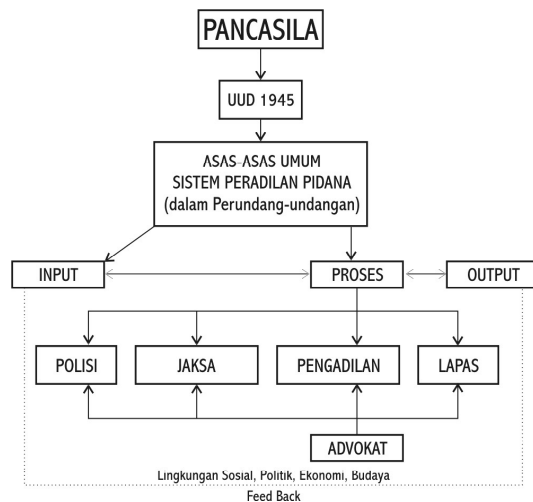 PANCASILA
UUD 1945
ASAS-ASAS UMUM
SISTEM PERADILAN PIDANA
(dalam Perundang-undangan)
INPUT
PROSES
OUTPUT
POLISI
JAKSA
PENGADILAN
LAPAS
ADVOKAT
Lingkungan Sosial, Politik, Ekonomi, Budaya
Feed Back